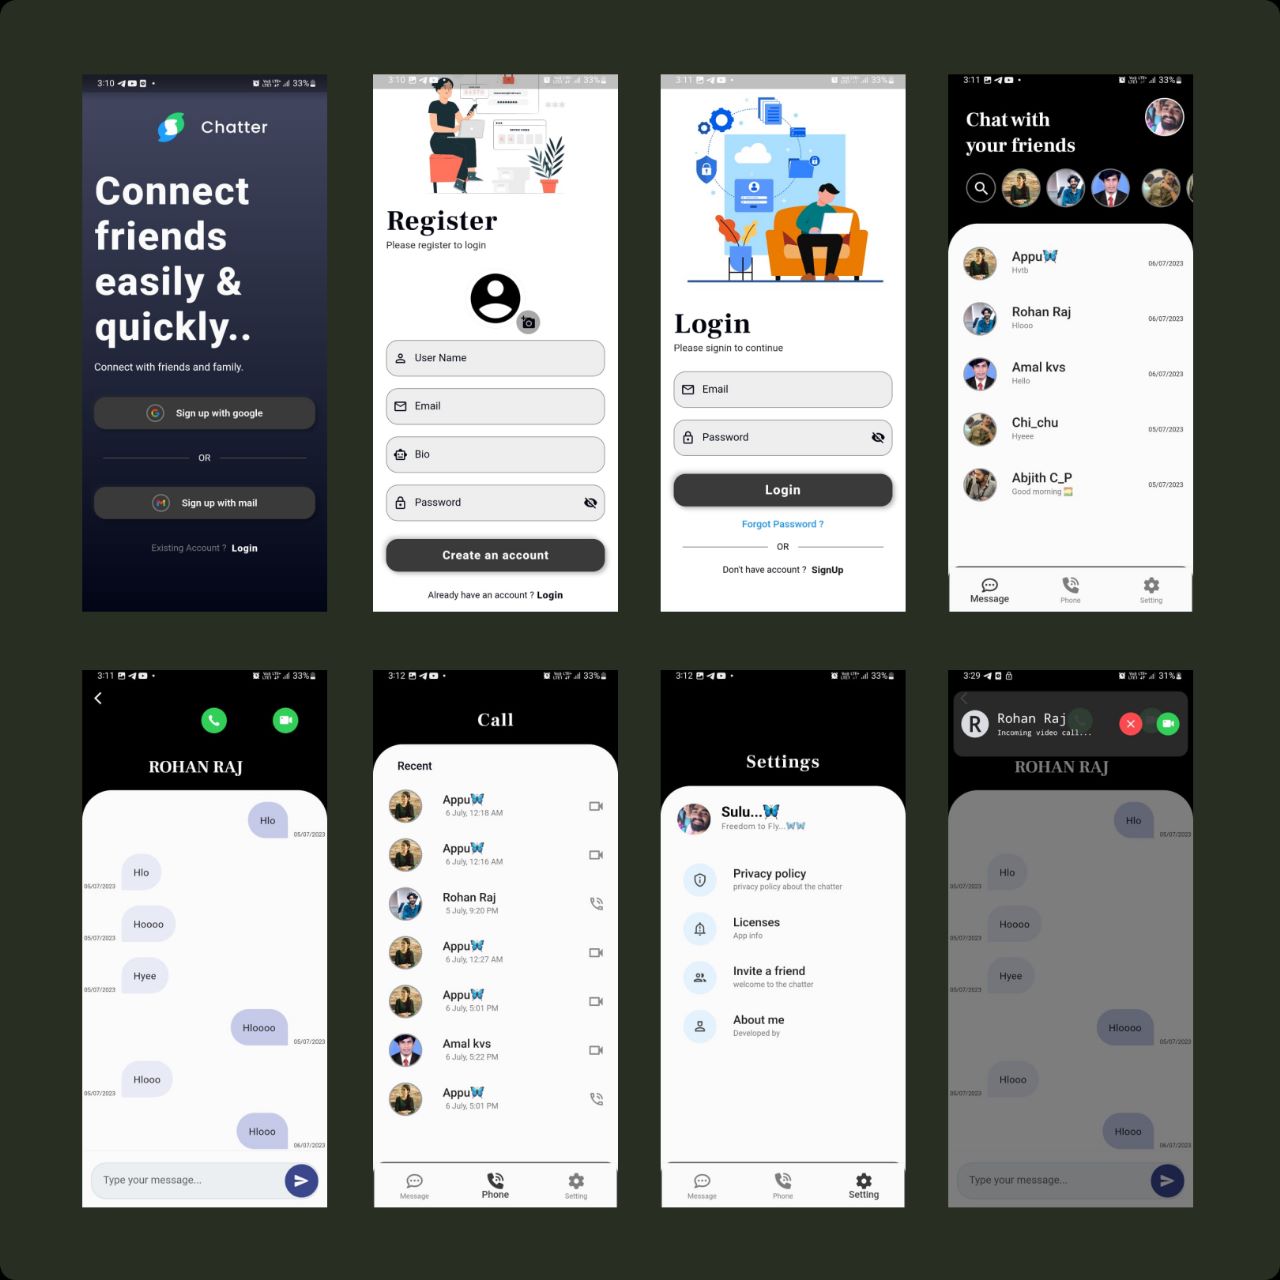 3:10
33%
Chatter
Connect
friends
easily &
quickly..
Connect with friends and family.
Sign up with google
OR
Sign up with mail
Existing Account ? Login
3:10
33%
Register
Please register to login
User Name
Email
Bio
Password
Create an account
Already have an account ? Login
3:11
33%
Login
Please signin to continue
Email
Password
Login
Forgot Password ?
OR
Don't have account ? SignUp
3:11
33%
Chat with
your friends
Appu🦋
Hvtb
06/07/2023
Rohan Raj
Hlooo
06/07/2023
Amal kvs
Hello
06/07/2023
Chi_chu
Hyeee
05/07/2023
Abjith C_P
Good morning 🌅
05/07/2023
Message
Phone
Setting
3:11
33%
ROHAN RAJ
Hlo
05/07/2023
Hlo
05/07/2023
Hoooo
05/07/2023
Hyee
05/07/2023
Hloooo
05/07/2023
Hlooo
05/07/2023
Hlooo
06/07/2023
Type your message...
3:12
33%
Call
Recent
Appu🦋
6 July, 12:18 AM
Appu🦋
6 July, 12:16 AM
Rohan Raj
5 July, 9:20 PM
Appu🦋
6 July, 12:27 AM
Appu🦋
6 July, 5:01 PM
Amal kvs
6 July, 5:22 PM
Appu🦋
6 July, 5:01 PM
Message
Phone
Setting
3:12
33%
Settings
Sulu...🦋
Freedom to Fly...🦋🦋
Privacy policy
privacy policy about the chatter
Licenses
App info
Invite a friend
welcome to the chatter
About me
Developed by
Message
Phone
Setting
3:29
31%
R
Rohan Raj
Incoming video call...
ROHAN RAJ
Hlo
05/07/2023
Hlo
05/07/2023
Hoooo
05/07/2023
Hyee
05/07/2023
Hloooo
05/07/2023
Hlooo
05/07/2023
Hlooo
06/07/2023
Type your message...